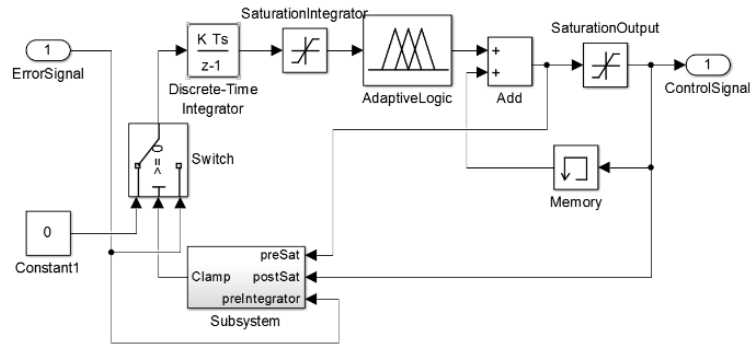 SaturationIntegrator
SaturationOutput
1
ErrorSignal
K Ts
z-1
Discrete-Time
Integrator
AdaptiveLogic
+
+
Add
1
ControlSignal
Switch
>= 0
Memory
0
Constant1
Clamp
preSat
postSat
preIntegrator
Subsystem